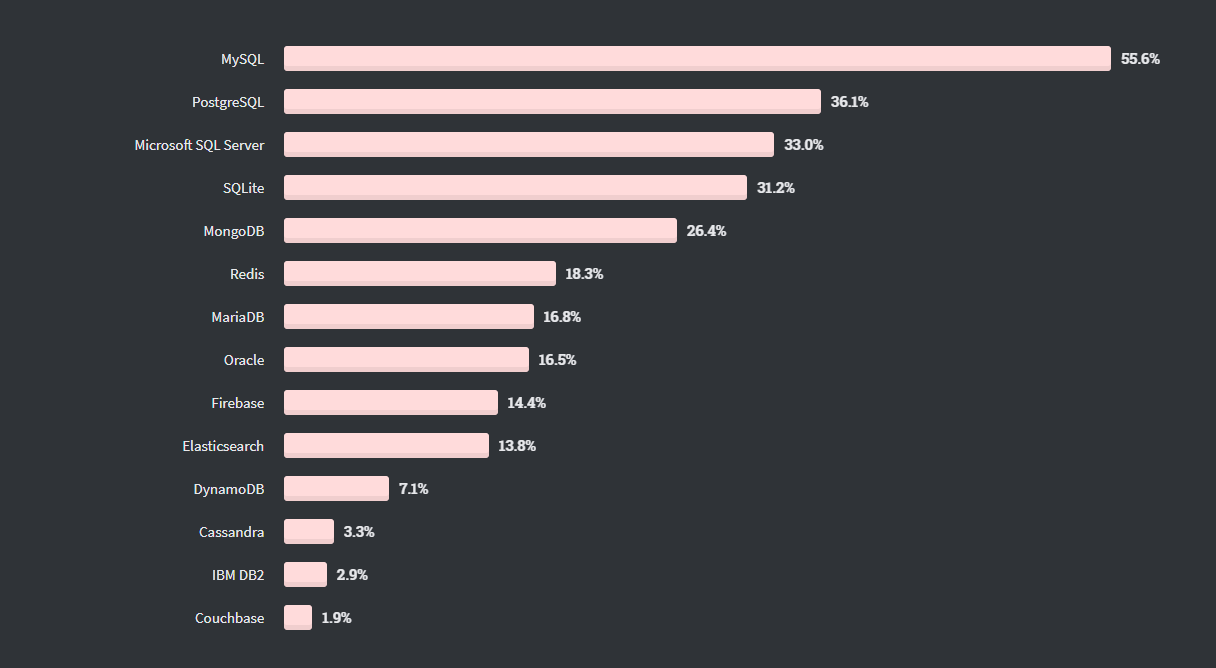 MySQL 55.6%
PostgreSQL 36.1%
Microsoft SQL Server 33.0%
SQLite 31.2%
MongoDB 26.4%
Redis 18.3%
MariaDB 16.8%
Oracle 16.5%
Firebase 14.4%
Elasticsearch 13.8%
DynamoDB 7.1%
Cassandra 3.3%
IBM DB2 2.9%
Couchbase 1.9%